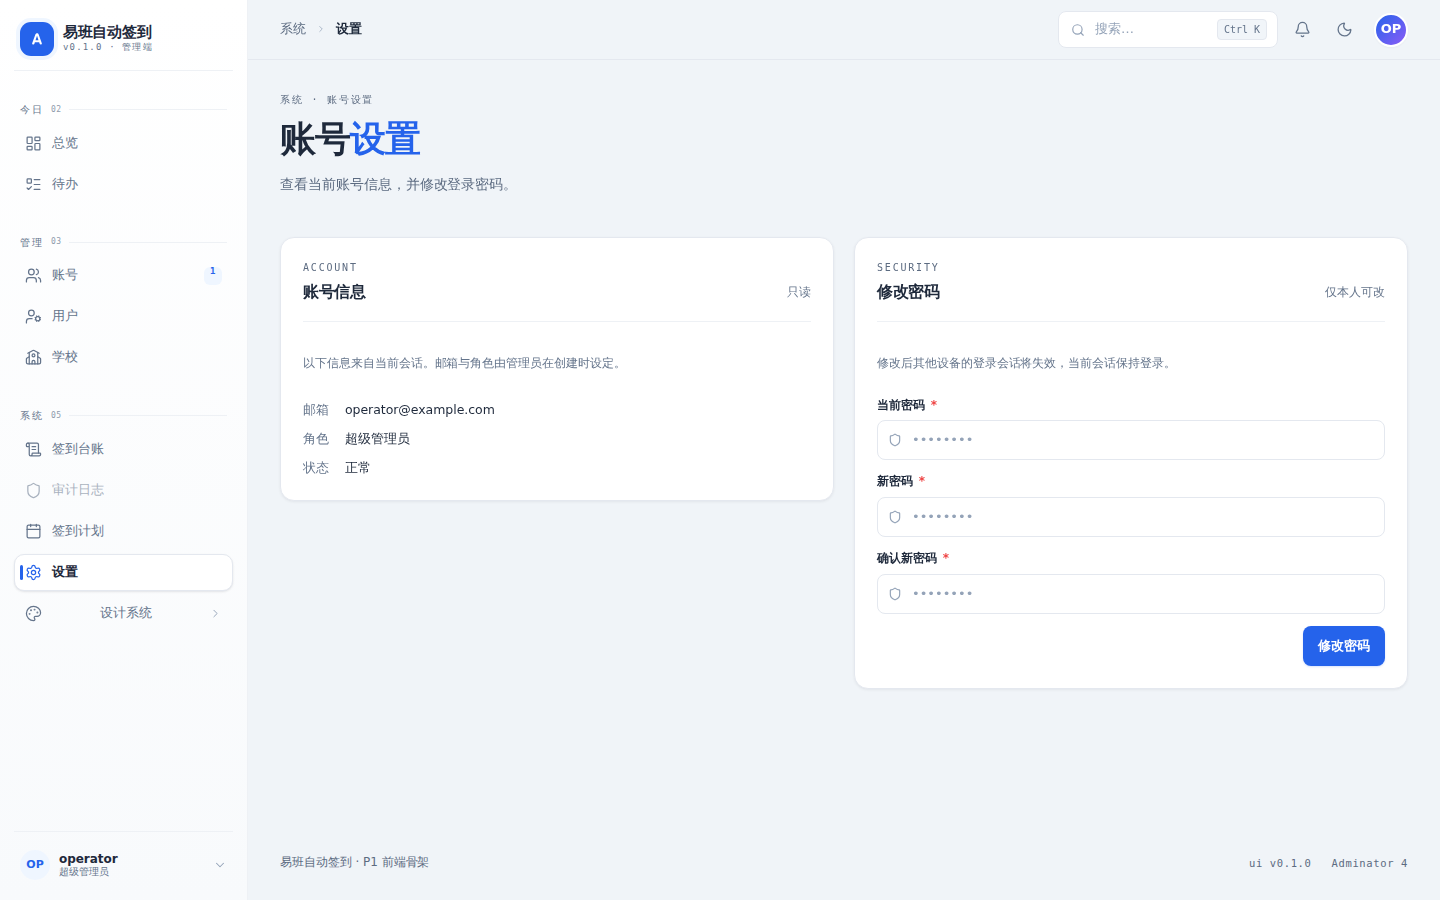 A
易班自动签到
v0.1.0 · 管理端
今日 02
总览
待办
管理 03
账号 1
用户
学校
系统 05
签到台账
审计日志
签到计划
设置
设计系统
OP
operator
超级管理员
系统 › 设置
搜索... Ctrl K
OP
系统 · 账号设置
账号设置
查看当前账号信息，并修改登录密码。
ACCOUNT
账号信息 只读
以下信息来自当前会话。邮箱与角色由管理员在创建时设定。
邮箱 operator@example.com
角色 超级管理员
状态 正常
SECURITY
修改密码 仅本人可改
修改后其他设备的登录会话将失效，当前会话保持登录。
当前密码 *
••••••••
新密码 *
••••••••
确认新密码 *
••••••••
修改密码
易班自动签到 · P1 前端骨架
ui v0.1.0 Adminator 4